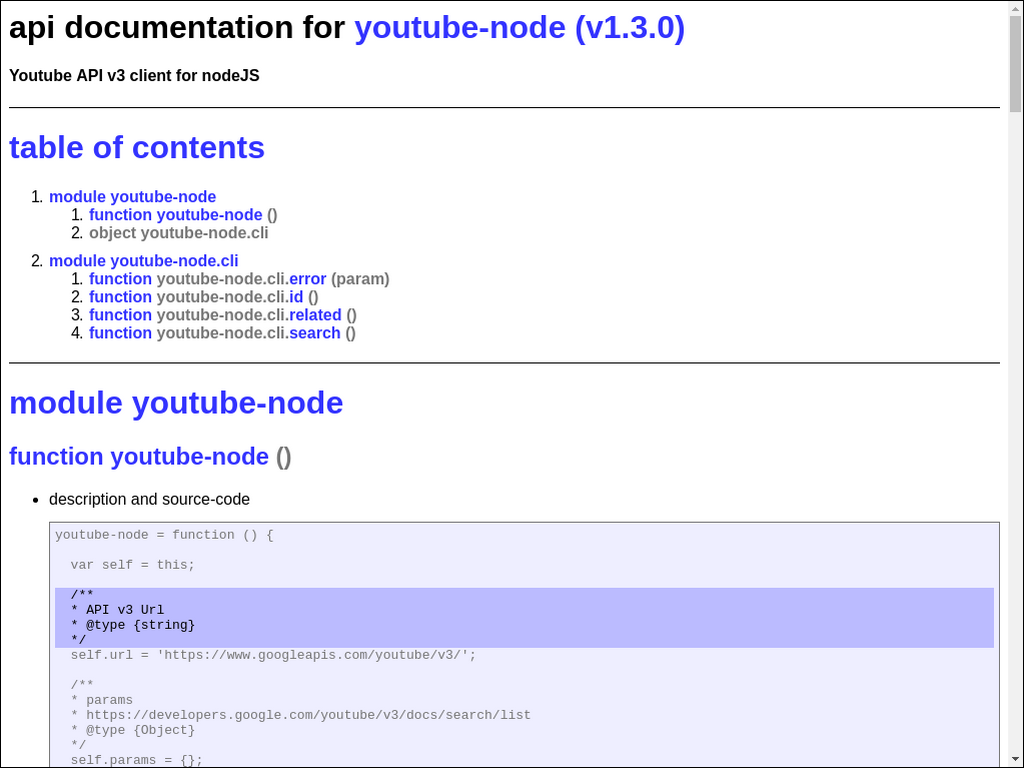 api documentation for youtube-node (v1.3.0)
Youtube API v3 client for nodeJS
table of contents
1. module youtube-node
1. function youtube-node ()
2. object youtube-node.cli
2. module youtube-node.cli
1. function youtube-node.cli.error (param)
2. function youtube-node.cli.id ()
3. function youtube-node.cli.related ()
4. function youtube-node.cli.search ()
module youtube-node
function youtube-node ()
• description and source-code
youtube-node = function () {
var self = this;
/**
* API v3 Url
* @type {string}
*/
self.url = 'https://www.googleapis.com/youtube/v3/';
/**
* params
* https://developers.google.com/youtube/v3/docs/search/list
* @type {Object}
*/
self.params = {};